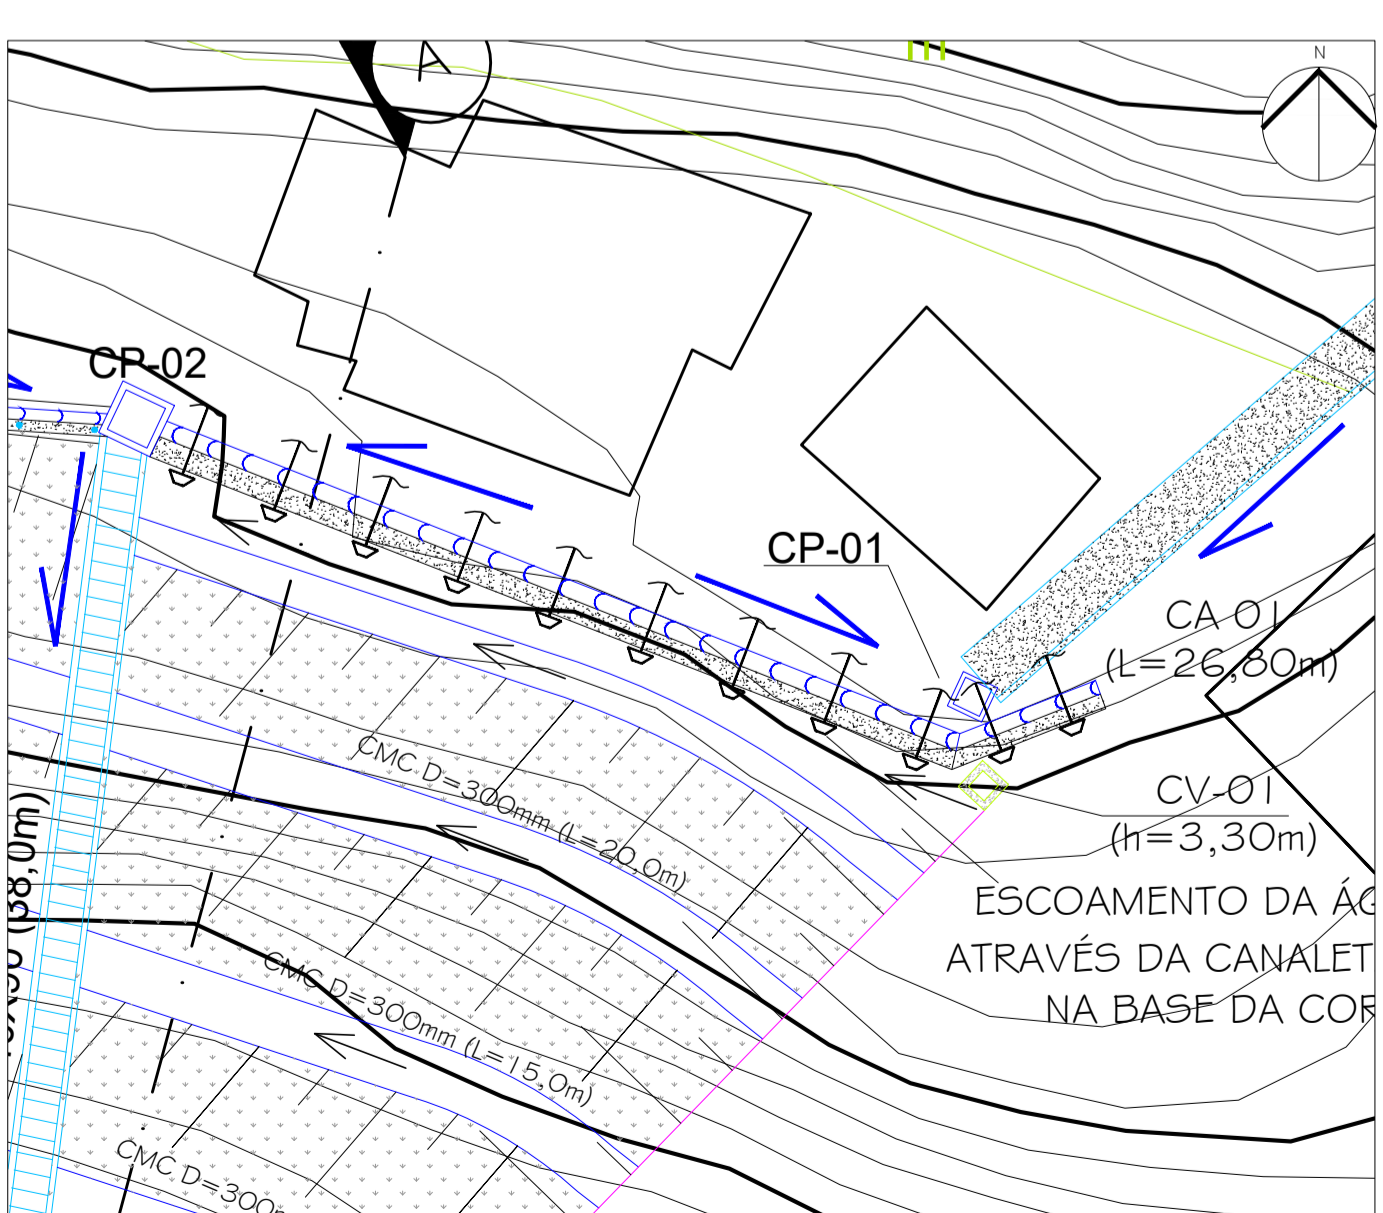 A
N
CP-02
CP-01
CA 01
(L=26,80m)
CMC D=300mm (L=20,0m)
CV-01
(h=3,30m)
ESCOAMENTO DA ÁG
ATRAVÉS DA CANALET
NA BASE DA COR
(38,0m)
CMC D=300mm (L=15,0m)
CMC D=300m